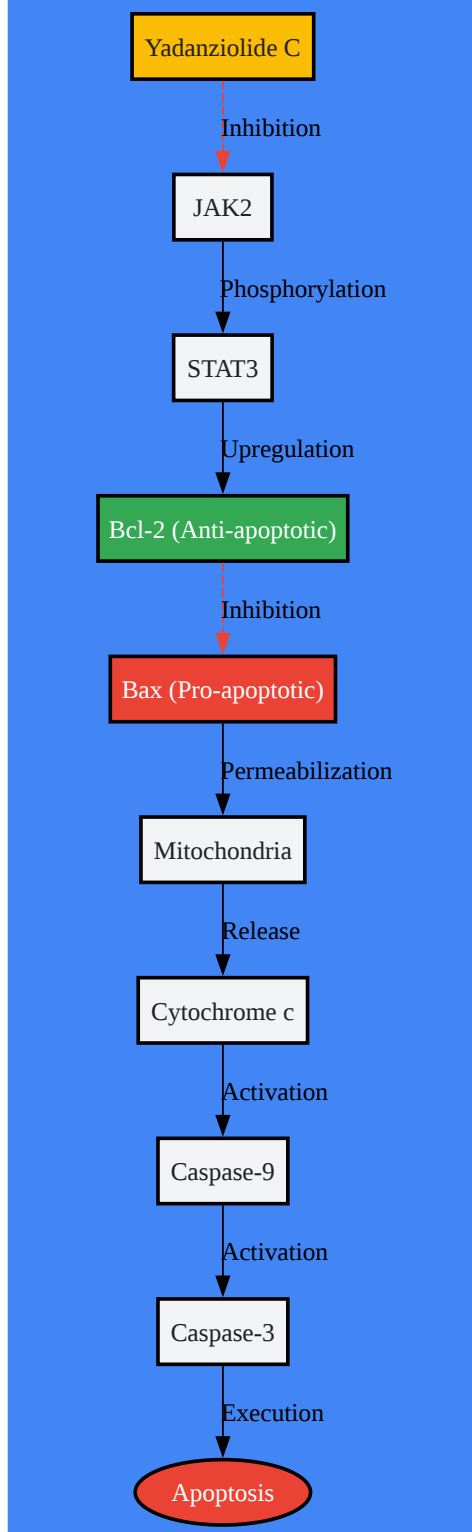 Yadanziolide C
Inhibition
JAK2
Phosphorylation
STAT3
Upregulation
Bcl-2 (Anti-apoptotic)
Inhibition
Bax (Pro-apoptotic)
Permeabilization
Mitochondria
Release
Cytochrome c
Activation
Caspase-9
Activation
Caspase-3
Execution
Apoptosis